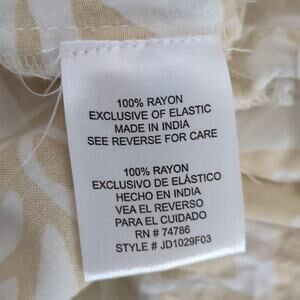 100% RAYON
EXCLUSIVE OF ELASTIC
MADE IN INDIA
SEE REVERSE FOR CARE
100% RAYON
EXCLUSIVO DE ELÁSTICO
HECHO EN INDIA
VEA EL REVERSO
PARA EL CUIDADO
RN # 74786
STYLE # JD1029F03